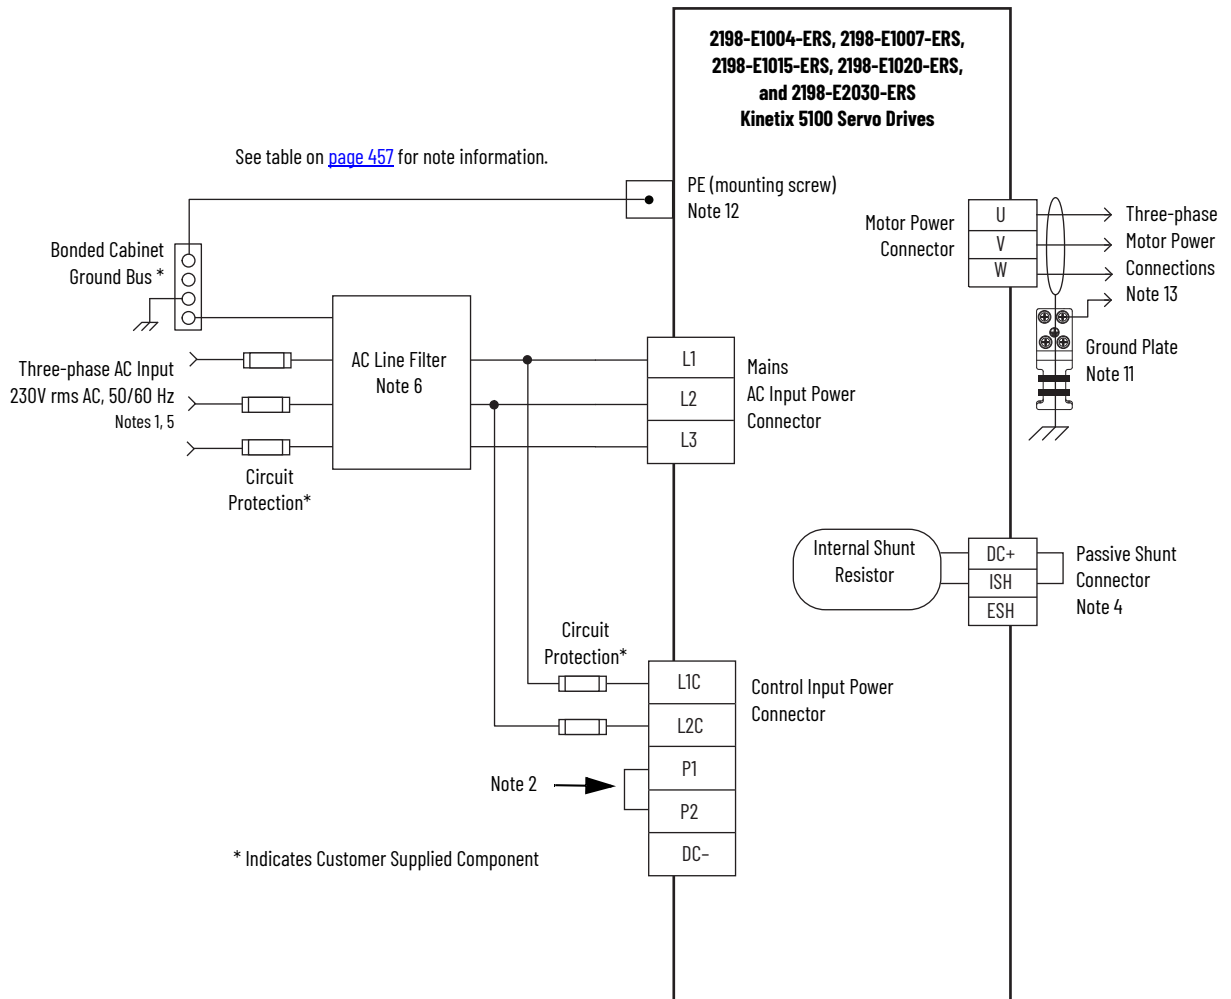 2198-E1004-ERS, 2198-E1007-ERS,
2198-E1015-ERS, 2198-E1020-ERS,
and 2198-E2030-ERS
Kinetix 5100 Servo Drives
See table on page 457 for note information.
PE (mounting screw)
Note 12
Motor Power
Connector
U
V
W
Three-phase
Motor Power
Connections
Note 13
Bonded Cabinet
Ground Bus *
Ground Plate
Note 11
Three-phase AC Input
230V rms AC, 50/60 Hz
Notes 1, 5
AC Line Filter
Note 6
L1
L2
L3
Mains
AC Input Power
Connector
Circuit
Protection*
Internal Shunt
Resistor
DC+
ISH
ESH
Passive Shunt
Connector
Note 4
Circuit
Protection*
L1C
L2C
P1
P2
DC–
Control Input Power
Connector
Note 2
* Indicates Customer Supplied Component